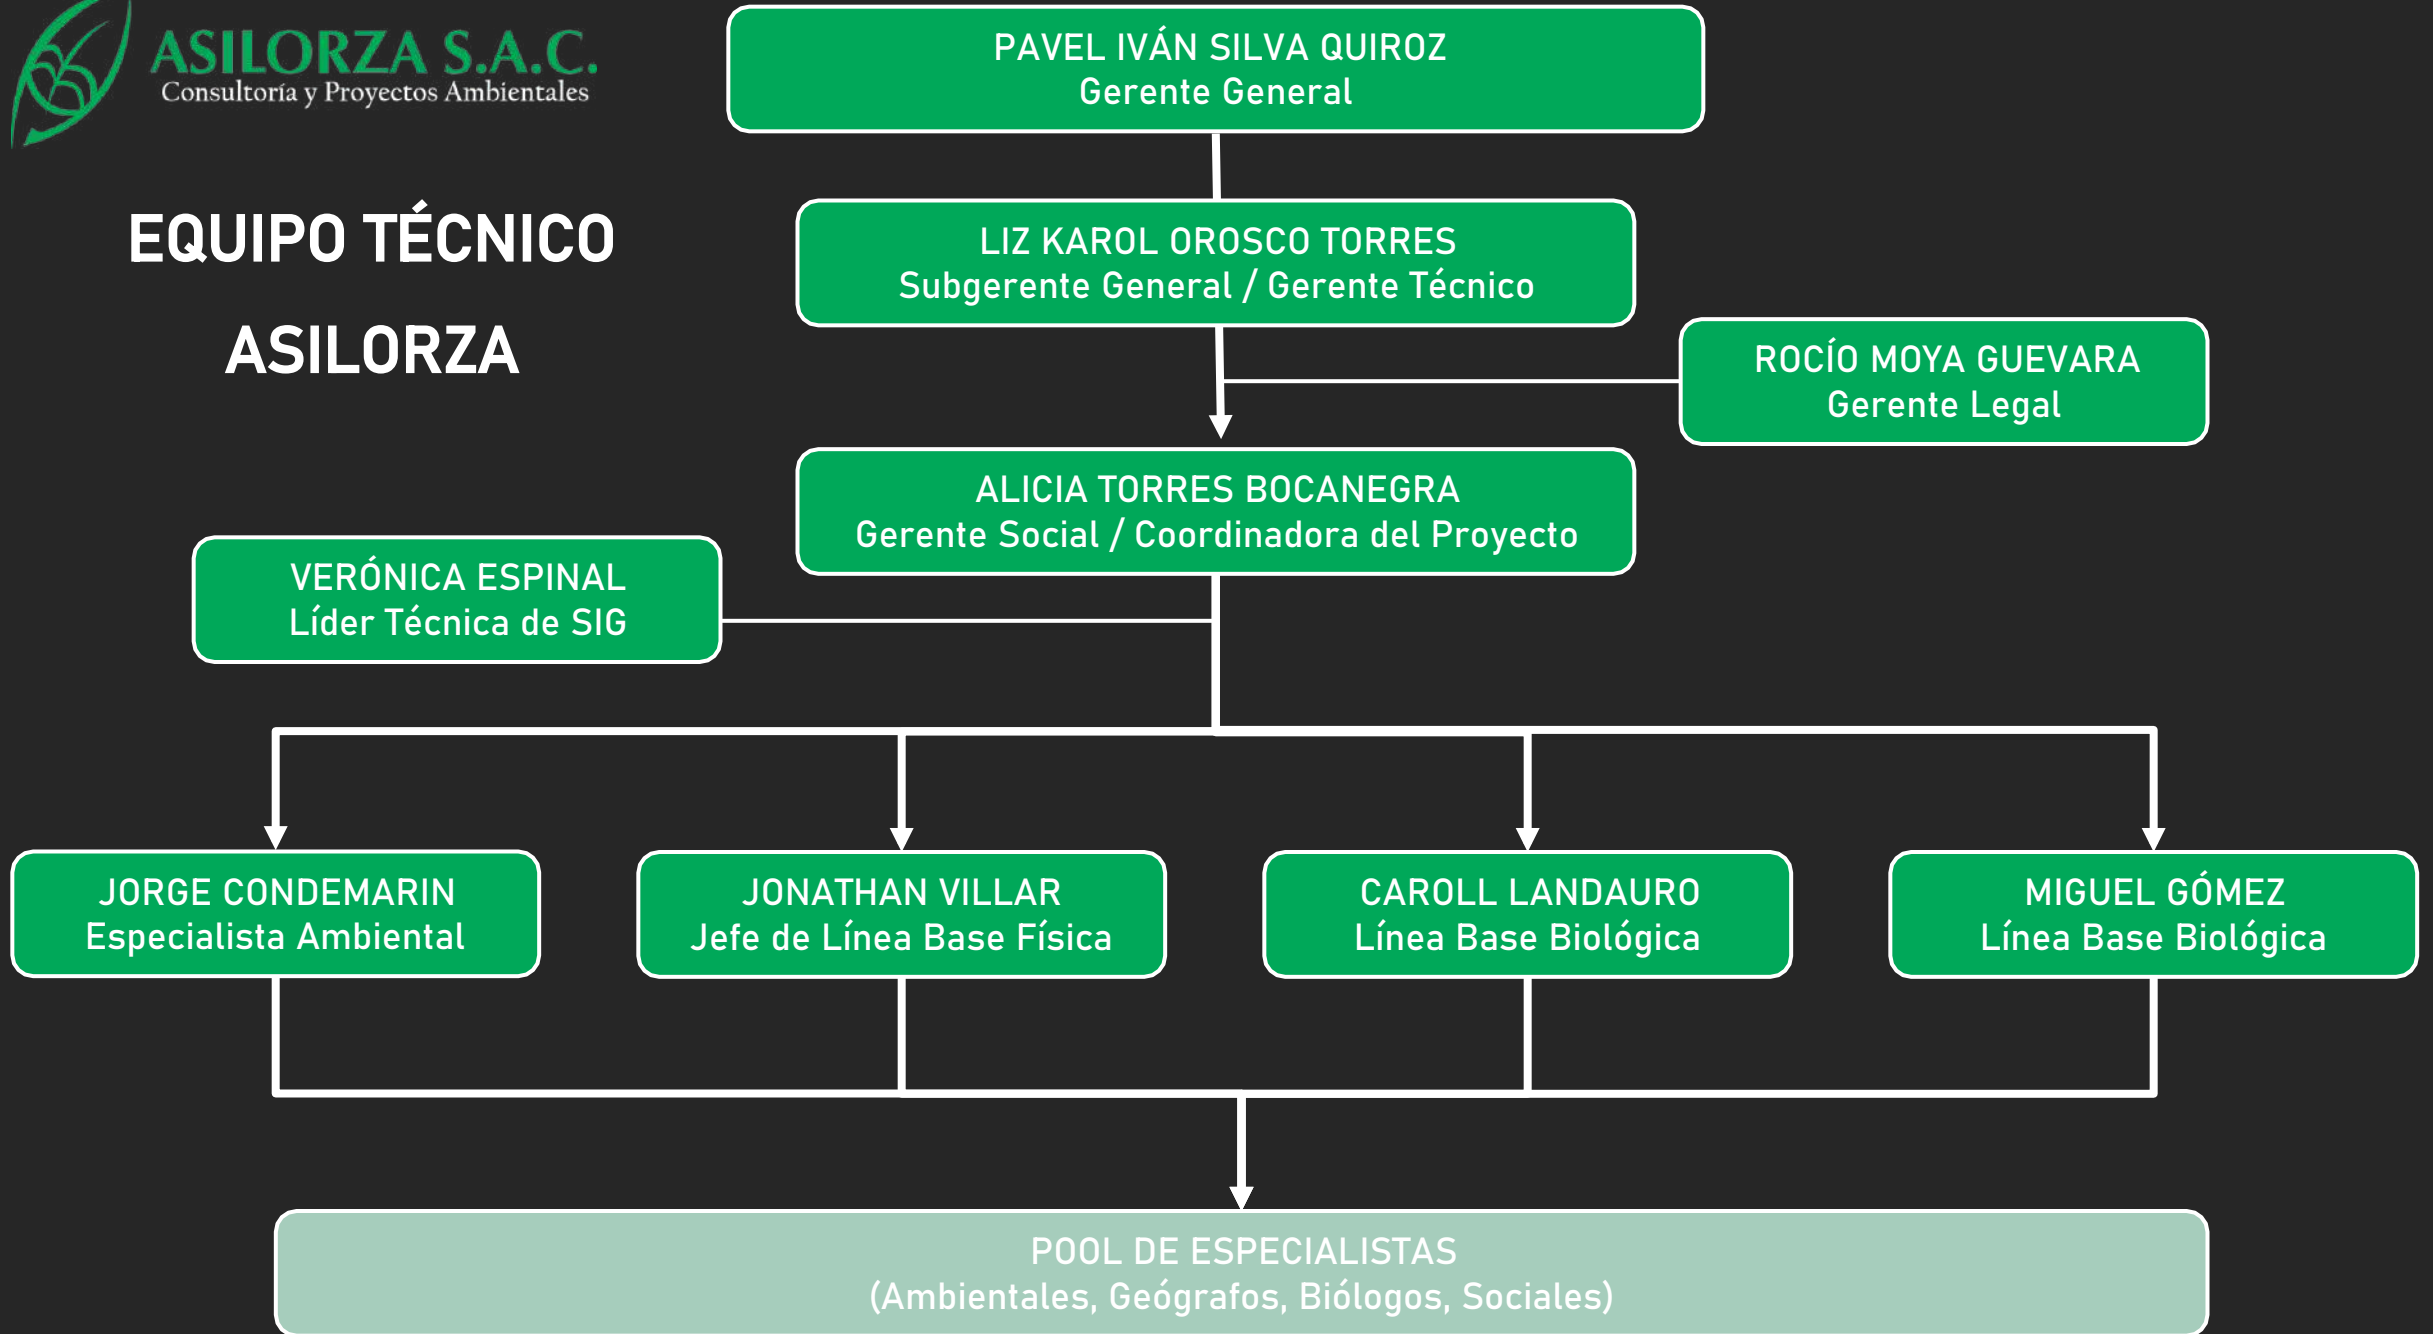 ASILORZA S.A.C.
Consultoría y Proyectos Ambientales
EQUIPO TÉCNICO
ASILORZA
PAVEL IVÁN SILVA QUIROZ
Gerente General
LIZ KAROL OROSCO TORRES
Subgerente General / Gerente Técnico
ROCÍO MOYA GUEVARA
Gerente Legal
ALICIA TORRES BOCANEGRA
Gerente Social / Coordinadora del Proyecto
VERÓNICA ESPINAL
Líder Técnica de SIG
JORGE CONDEMARIN
Especialista Ambiental
JONATHAN VILLAR
Jefe de Línea Base Física
CAROLL LANDAURO
Línea Base Biológica
MIGUEL GÓMEZ
Línea Base Biológica
POOL DE ESPECIALISTAS
(Ambientales, Geógrafos, Biólogos, Sociales)